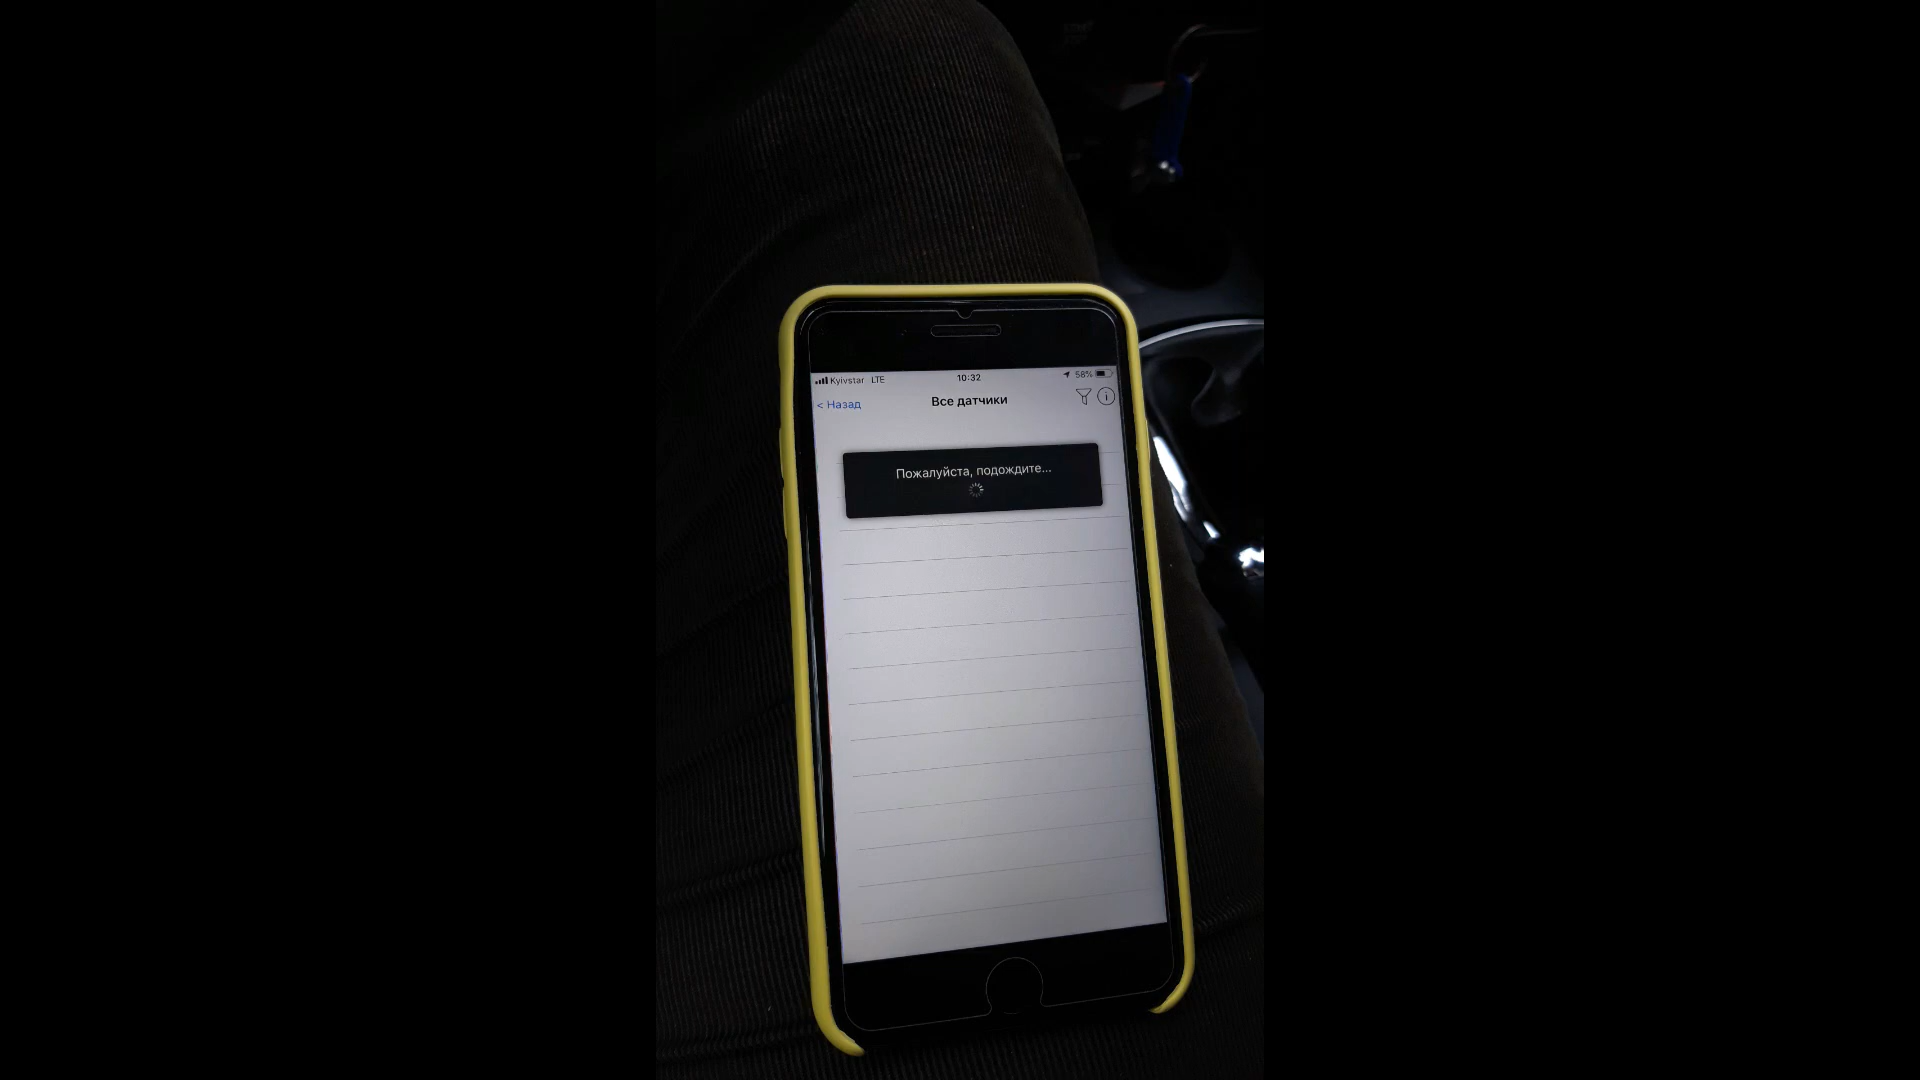 Kyivstar LTE 10:32 58%
< Назад Все датчики
Пожалуйста, подождите...